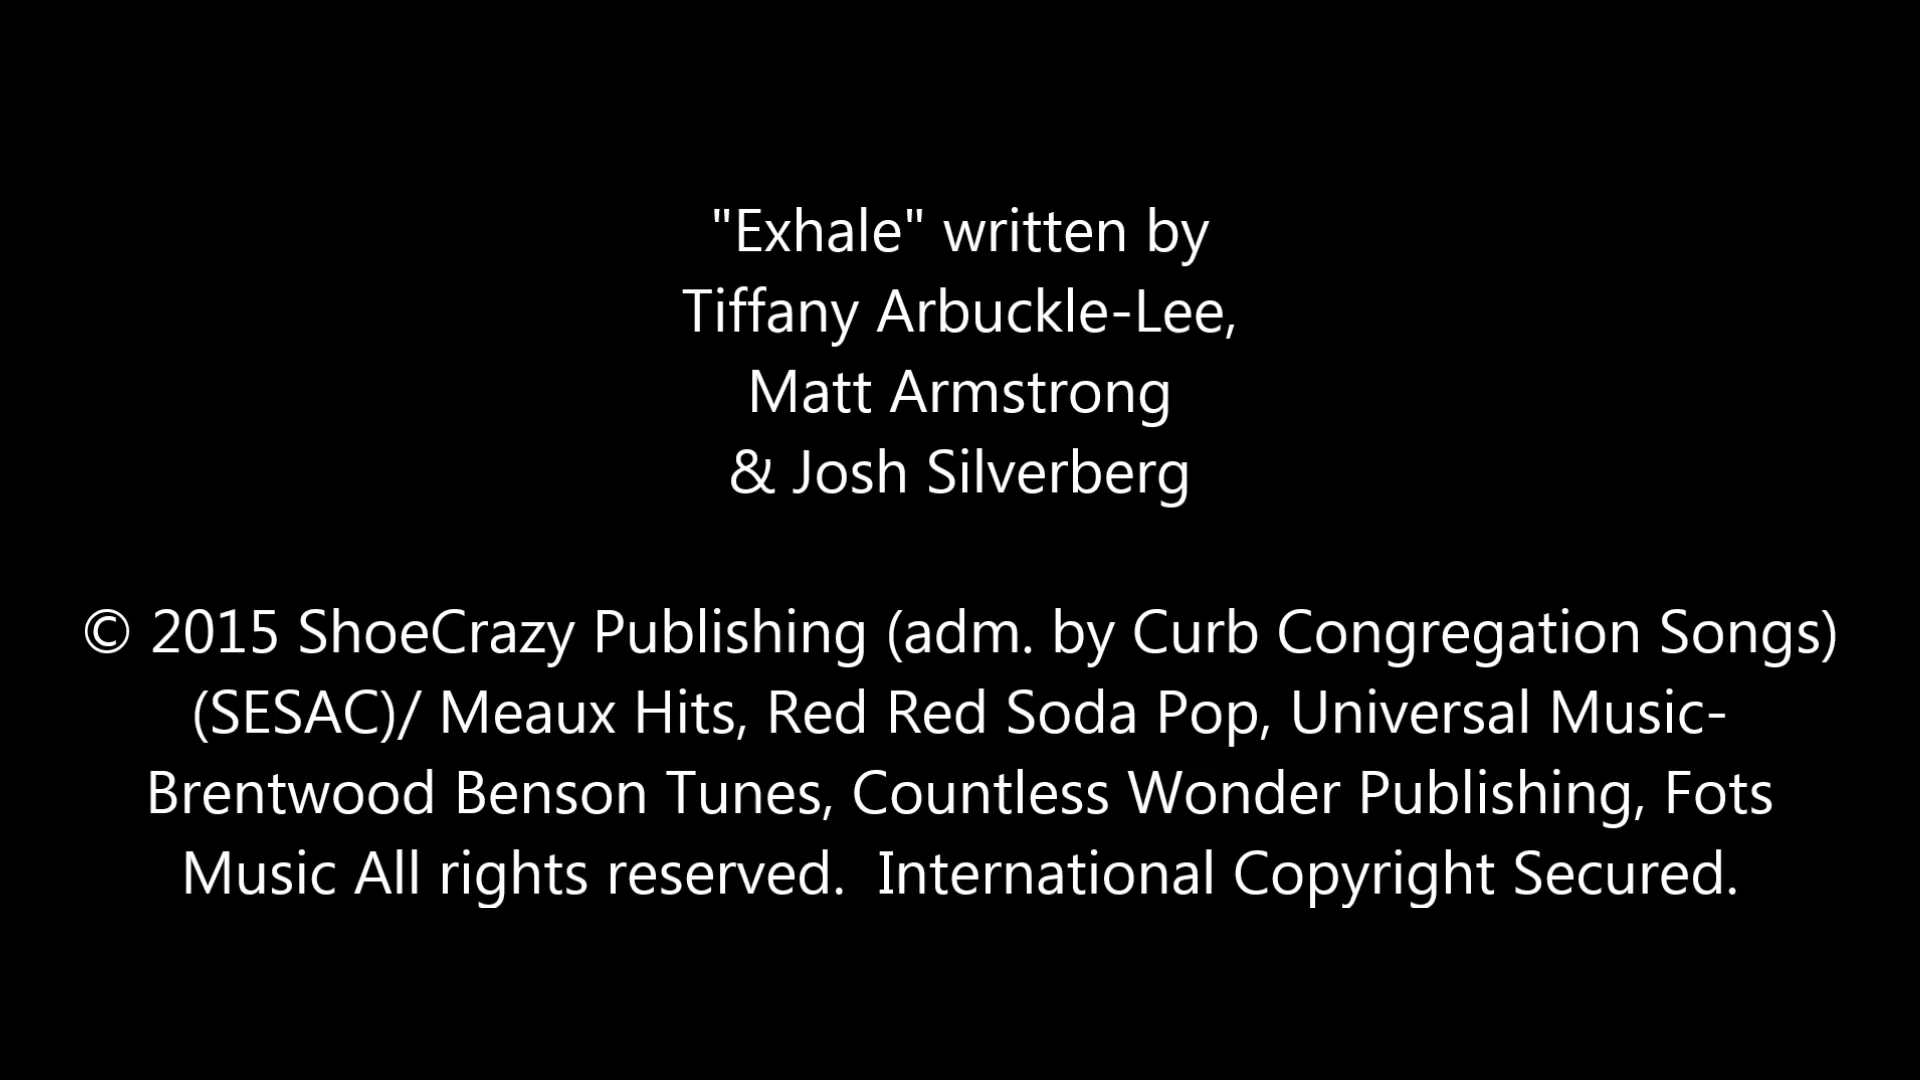 "Exhale" written by
Tiffany Arbuckle-Lee,
Matt Armstrong
& Josh Silverberg
© 2015 ShoeCrazy Publishing (adm. by Curb Congregation Songs)
(SESAC)/ Meaux Hits, Red Red Soda Pop, Universal Music-
Brentwood Benson Tunes, Countless Wonder Publishing, Fots
Music All rights reserved.  International Copyright Secured.